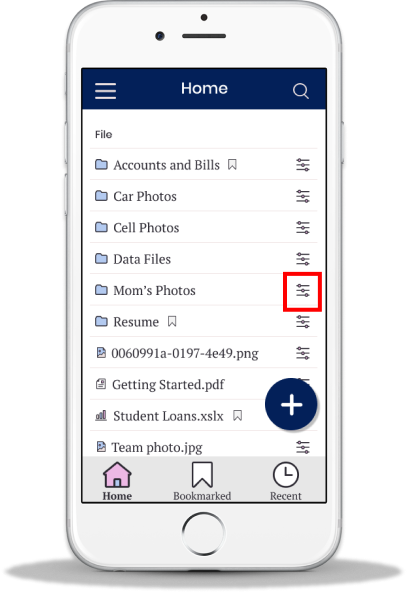 Home
File
Accounts and Bills
Car Photos
Cell Photos
Data Files
Mom's Photos
Resume
0060991a-0197-4e49.png
Getting Started.pdf
Student Loans.xslx
Team photo.jpg
Home
Bookmarked
Recent